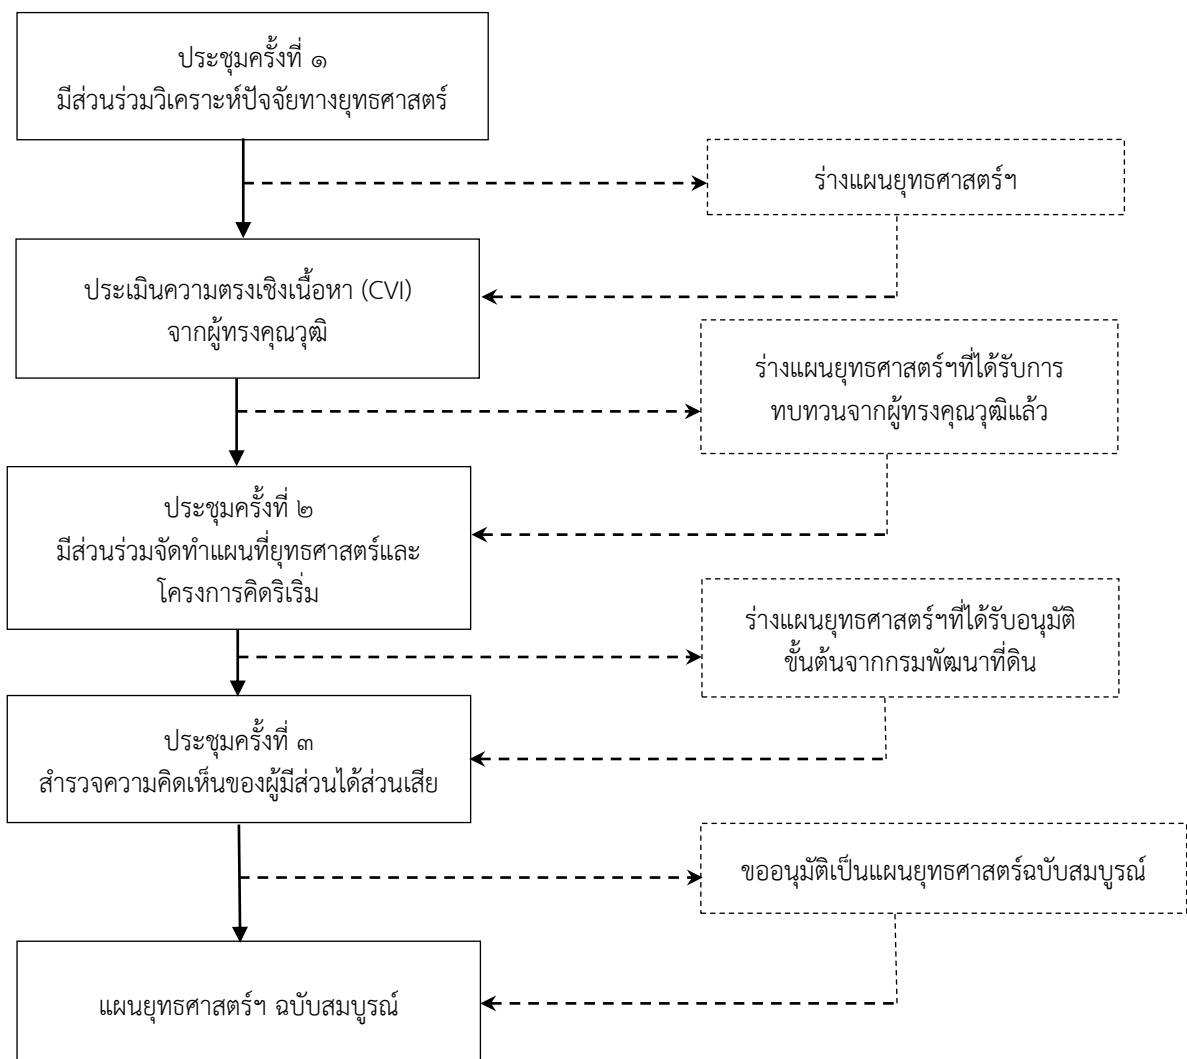 ประชุมครั้งที่ ๑
มีส่วนร่วมวิเคราะห์ปัจจัยทางยุทธศาสตร์
ร่างแผนยุทธศาสตร์ฯ
ประเมินความตรงเชิงเนื้อหา (CVI)
จากผู้ทรงคุณวุฒิ
ร่างแผนยุทธศาสตร์ฯที่ได้รับการ
ทบทวนจากผู้ทรงคุณวุฒิแล้ว
ประชุมครั้งที่ ๒
มีส่วนร่วมจัดทำแผนที่ยุทธศาสตร์และ
โครงการคิดริเริ่ม
ร่างแผนยุทธศาสตร์ฯที่ได้รับอนุมัติ
ขั้นต้นจากกรมพัฒนาที่ดิน
ประชุมครั้งที่ ๓
สำรวจความคิดเห็นของผู้มีส่วนได้ส่วนเสีย
ขออนุมัติเป็นแผนยุทธศาสตร์ฉบับสมบูรณ์
แผนยุทธศาสตร์ฯ ฉบับสมบูรณ์